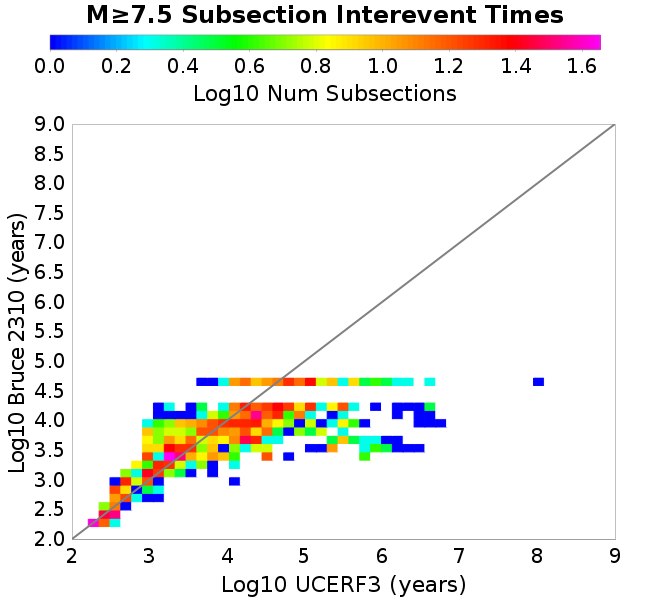 M≥7.5 Subsection Interevent Times
0.0 0.2 0.4 0.6 0.8 1.0 1.2 1.4 1.6
Log10 Num Subsections
9.0
8.5
8.0
7.5
7.0
6.5
6.0
5.5
5.0
4.5
4.0
3.5
3.0
2.5
2.0
Log10 Bruce 2310 (years)
2 3 4 5 6 7 8 9
Log10 UCERF3 (years)